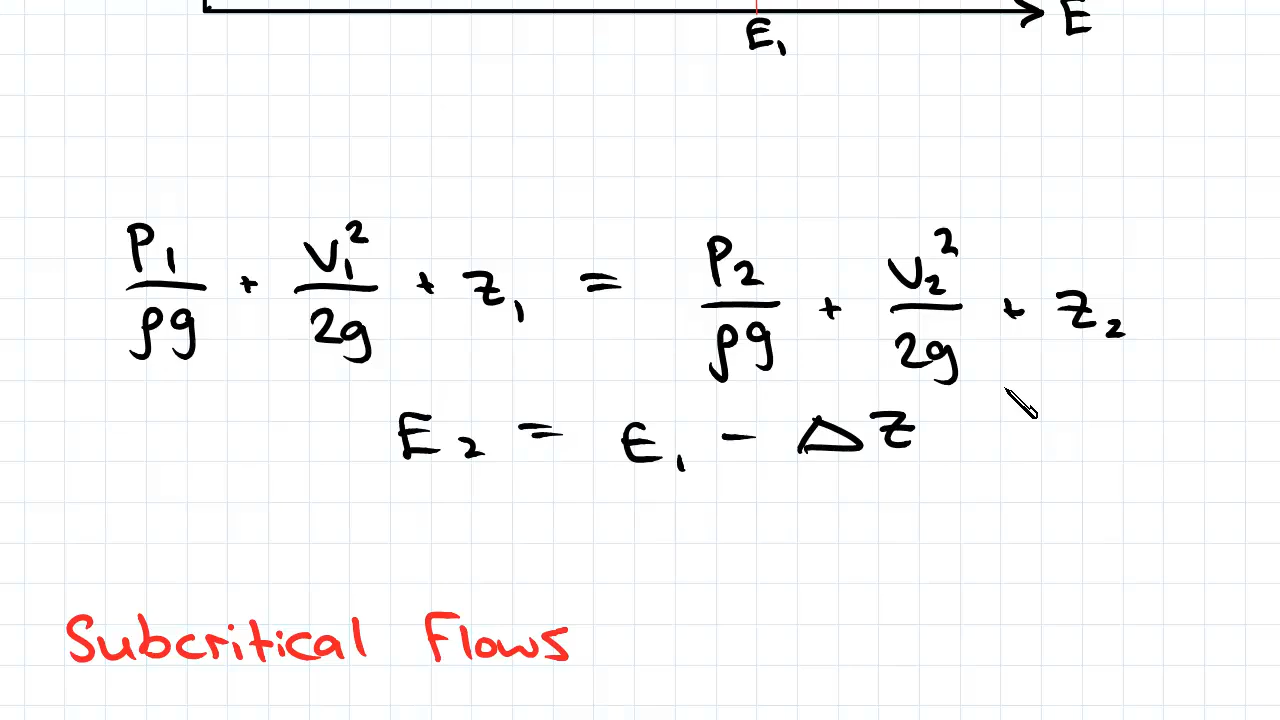 E
E₁
P₁/ρg + V₁²/2g + Z₁ = P₂/ρg + V₂²/2g + Z₂
E₂ = E₁ - ΔZ
Subcritical Flows